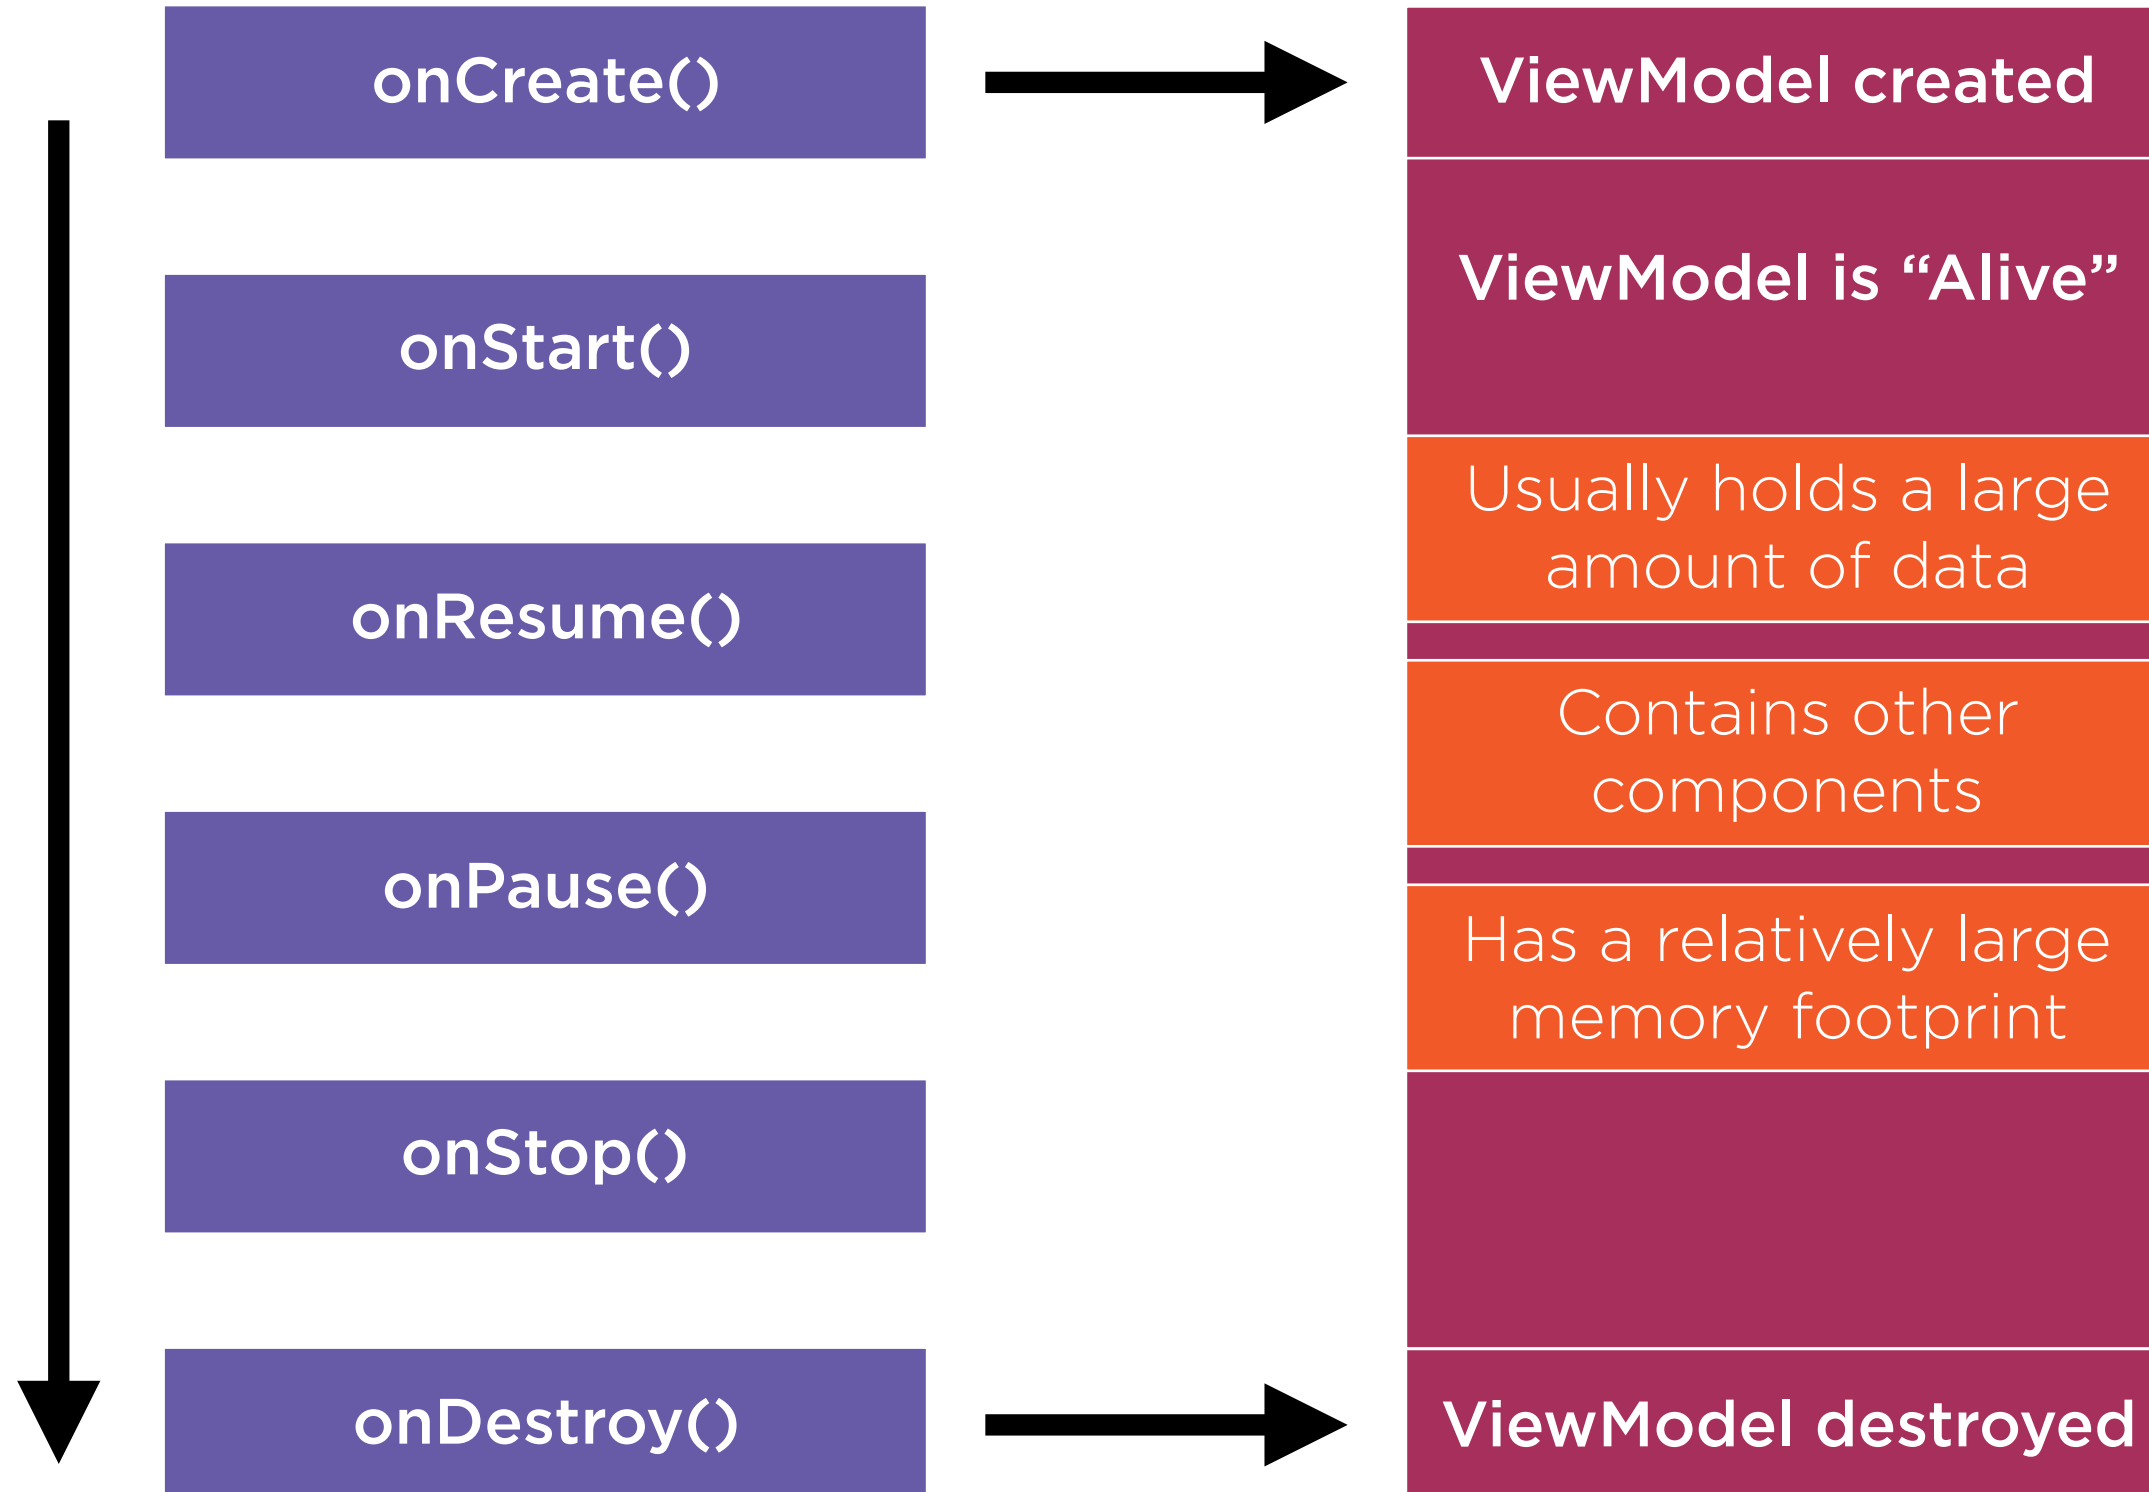 onCreate()
ViewModel created
ViewModel is “Alive”
onStart()
Usually holds a large
amount of data
onResume()
Contains other
components
onPause()
Has a relatively large
memory footprint
onStop()
onDestroy()
ViewModel destroyed